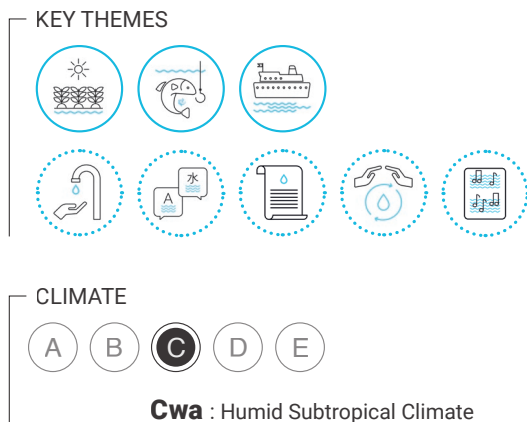 KEY THEMES
A
水
CLIMATE
A B C D E
Cwa : Humid Subtropical Climate